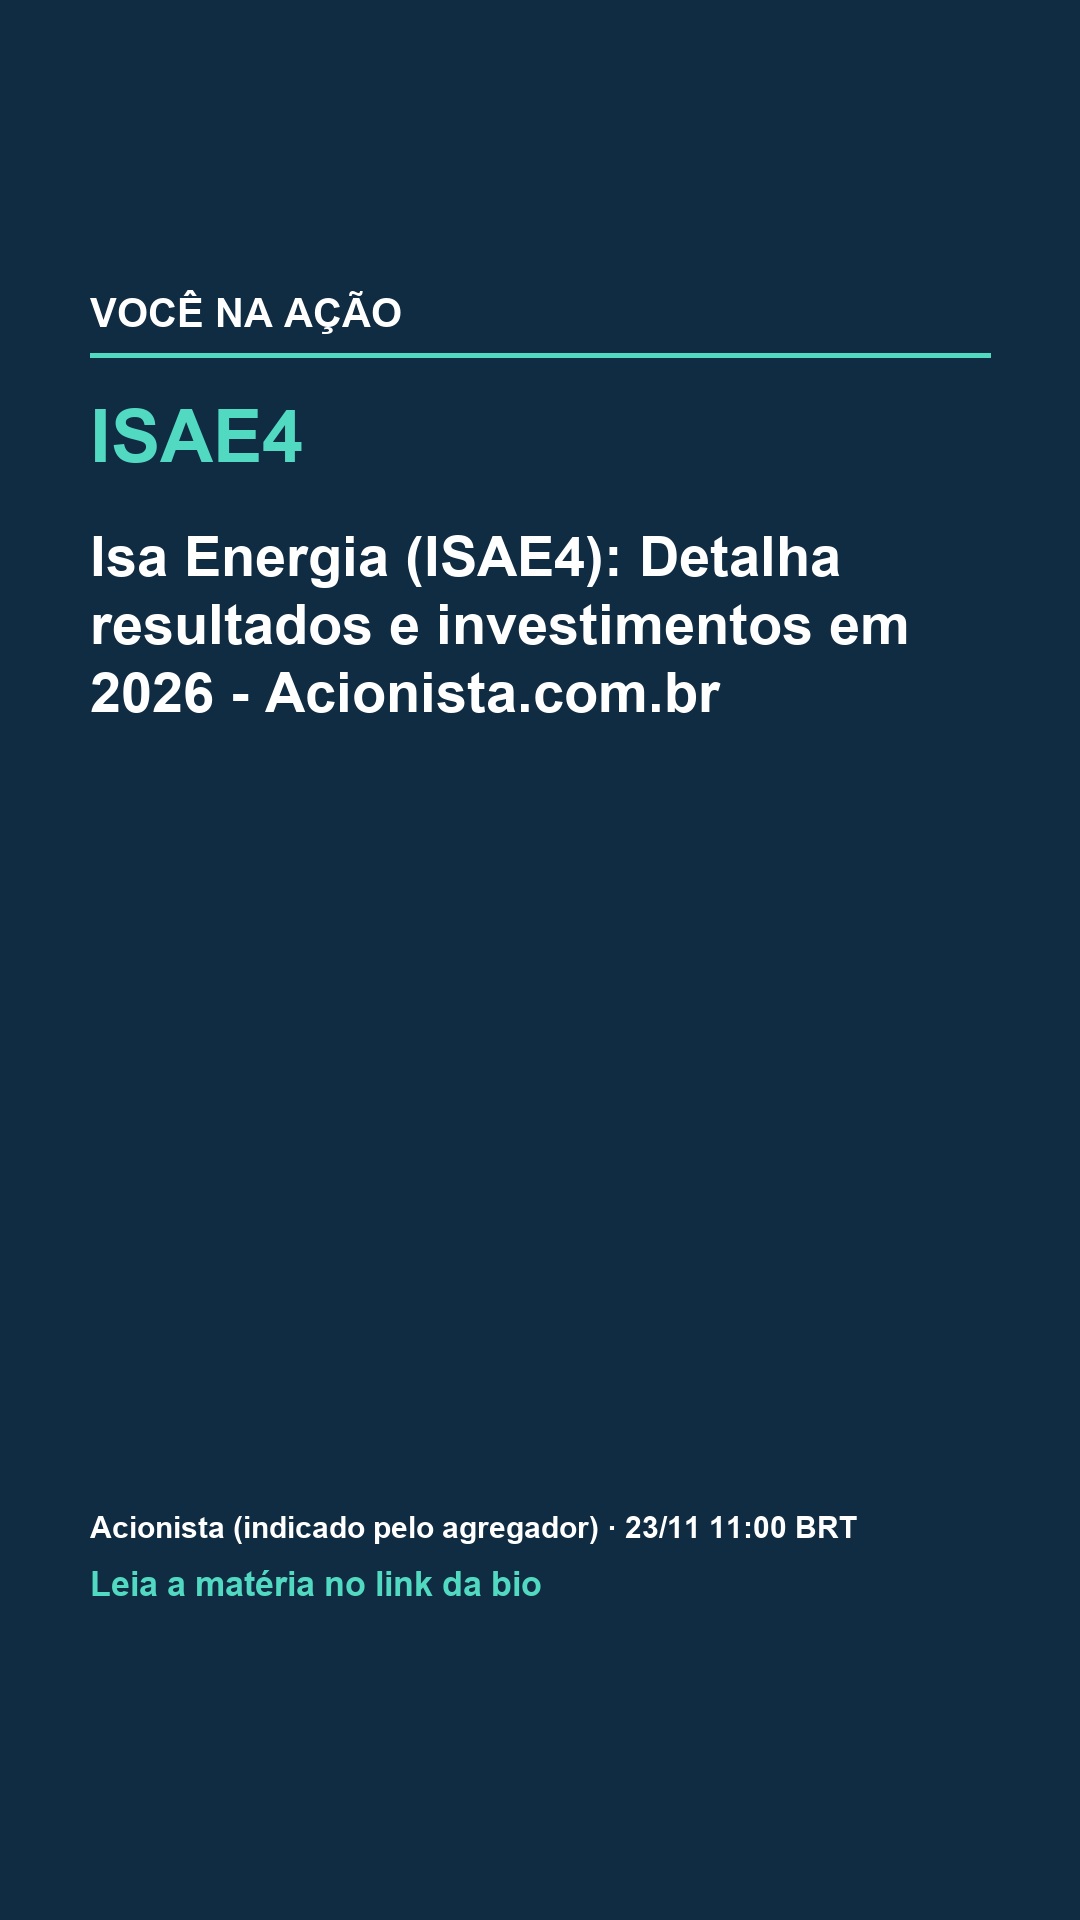 VOCÊ NA AÇÃO
ISAE4
Isa Energia (ISAE4): Detalha
resultados e investimentos em
2026 - Acionista.com.br
Acionista (indicado pelo agregador) · 23/11 11:00 BRT
Leia a matéria no link da bio